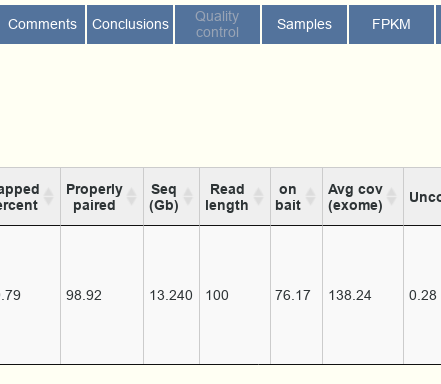 Comments Conclusions Quality control Samples FPKM
apped ercent Properly paired Seq (Gb) Read length on bait Avg cov (exome) Unco
.79 98.92 13.240 100 76.17 138.24 0.28